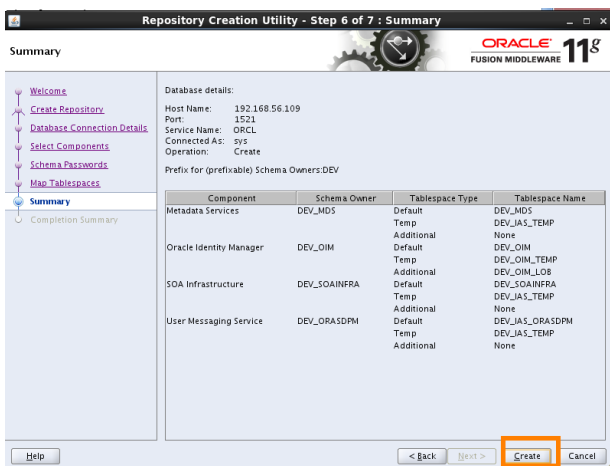 Repository Creation Utility - Step 6 of 7 : Summary
Summary
ORACLE 11g
FUSION MIDDLEWARE
Welcome
Create Repository
Database Connection Details
Select Components
Schema Passwords
Map Tablespaces
Summary
Completion Summary
Database details:
Host Name: 192.168.56.109
Port: 1521
Service Name: ORCL
Connected As: sys
Operation: Create
Prefix for (prefixable) Schema Owners:DEV
Component Schema Owner Tablespace Type Tablespace Name
Metadata Services DEV_MDS Default DEV_MDS
Temp DEV_IAS_TEMP
Additional None
Oracle Identity Manager DEV_OIM Default DEV_OIM
Temp DEV_OIM_TEMP
Additional DEV_OIM_LOB
SOA Infrastructure DEV_SOAINFRA Default DEV_SOAINFRA
Temp DEV_IAS_TEMP
Additional None
User Messaging Service DEV_ORASDPM Default DEV_IAS_ORASDPM
Temp DEV_IAS_TEMP
Additional None
Help < Back Next > Create Cancel